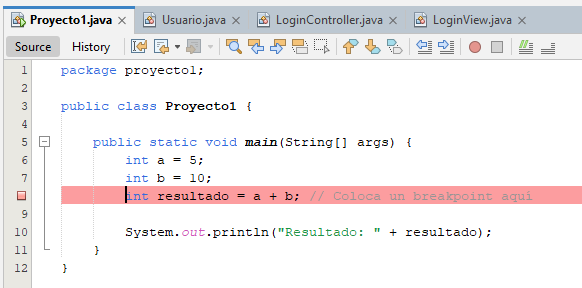 Proyecto1.java Usuario.java LoginController.java LoginView.java
Source History
1 package proyecto1;
2
3 public class Proyecto1 {
4
5 public static void main(String[] args) {
6 int a = 5;
7 int b = 10;
int resultado = a + b; // Coloca un breakpoint aquí
9
10 System.out.println("Resultado: " + resultado);
11 }
12 }